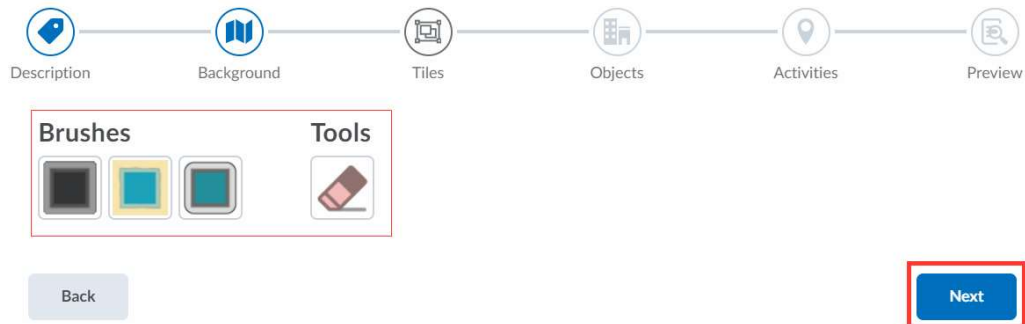 Description Background Tiles Objects Activities Preview
Brushes Tools
Back Next